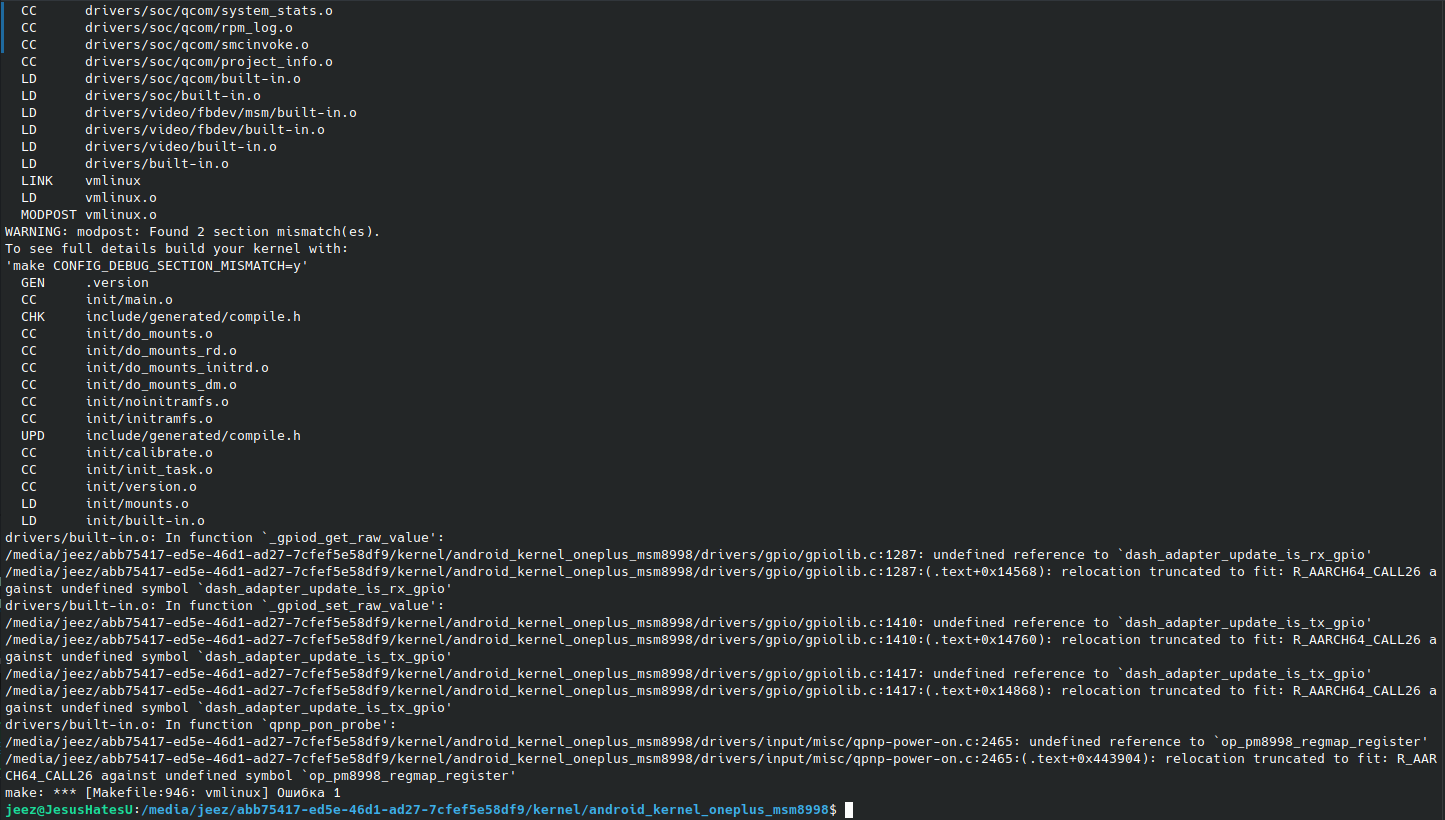 CC      drivers/soc/qcom/system_stats.o
CC      drivers/soc/qcom/rpm_log.o
CC      drivers/soc/qcom/smcinvoke.o
CC      drivers/soc/qcom/project_info.o
LD      drivers/soc/qcom/built-in.o
LD      drivers/soc/built-in.o
LD      drivers/video/fbdev/msm/built-in.o
LD      drivers/video/fbdev/built-in.o
LD      drivers/video/built-in.o
LD      drivers/built-in.o
LINK    vmlinux
LD      vmlinux.o
MODPOST vmlinux.o
WARNING: modpost: Found 2 section mismatch(es).
To see full details build your kernel with:
'make CONFIG_DEBUG_SECTION_MISMATCH=y'
GEN     .version
CC      init/main.o
CHK     include/generated/compile.h
CC      init/do_mounts.o
CC      init/do_mounts_rd.o
CC      init/do_mounts_initrd.o
CC      init/do_mounts_dm.o
CC      init/noinitramfs.o
CC      init/initramfs.o
UPD     include/generated/compile.h
CC      init/calibrate.o
CC      init/init_task.o
CC      init/version.o
LD      init/mounts.o
LD      init/built-in.o
drivers/built-in.o: In function `_gpiod_get_raw_value':
/media/jeez/abb75417-ed5e-46d1-ad27-7cfef5e58df9/kernel/android_kernel_oneplus_msm8998/drivers/gpio/gpiolib.c:1287: undefined reference to `dash_adapter_update_is_rx_gpio'
/media/jeez/abb75417-ed5e-46d1-ad27-7cfef5e58df9/kernel/android_kernel_oneplus_msm8998/drivers/gpio/gpiolib.c:1287:(.text+0x14568): relocation truncated to fit: R_AARCH64_CALL26 a
gainst undefined symbol `dash_adapter_update_is_rx_gpio'
drivers/built-in.o: In function `_gpiod_set_raw_value':
/media/jeez/abb75417-ed5e-46d1-ad27-7cfef5e58df9/kernel/android_kernel_oneplus_msm8998/drivers/gpio/gpiolib.c:1410: undefined reference to `dash_adapter_update_is_tx_gpio'
/media/jeez/abb75417-ed5e-46d1-ad27-7cfef5e58df9/kernel/android_kernel_oneplus_msm8998/drivers/gpio/gpiolib.c:1410:(.text+0x14760): relocation truncated to fit: R_AARCH64_CALL26 a
gainst undefined symbol `dash_adapter_update_is_tx_gpio'
/media/jeez/abb75417-ed5e-46d1-ad27-7cfef5e58df9/kernel/android_kernel_oneplus_msm8998/drivers/gpio/gpiolib.c:1417: undefined reference to `dash_adapter_update_is_tx_gpio'
/media/jeez/abb75417-ed5e-46d1-ad27-7cfef5e58df9/kernel/android_kernel_oneplus_msm8998/drivers/gpio/gpiolib.c:1417:(.text+0x14868): relocation truncated to fit: R_AARCH64_CALL26 a
gainst undefined symbol `dash_adapter_update_is_tx_gpio'
drivers/built-in.o: In function `qpnp_pon_probe':
/media/jeez/abb75417-ed5e-46d1-ad27-7cfef5e58df9/kernel/android_kernel_oneplus_msm8998/drivers/input/misc/qpnp-power-on.c:2465: undefined reference to `op_pm8998_regmap_register'
/media/jeez/abb75417-ed5e-46d1-ad27-7cfef5e58df9/kernel/android_kernel_oneplus_msm8998/drivers/input/misc/qpnp-power-on.c:2465:(.text+0x443904): relocation truncated to fit: R_AAR
CH64_CALL26 against undefined symbol `op_pm8998_regmap_register'
make: *** [Makefile:946: vmlinux] Ошибка 1
jeez@JesusHatesU:/media/jeez/abb75417-ed5e-46d1-ad27-7cfef5e58df9/kernel/android_kernel_oneplus_msm8998$